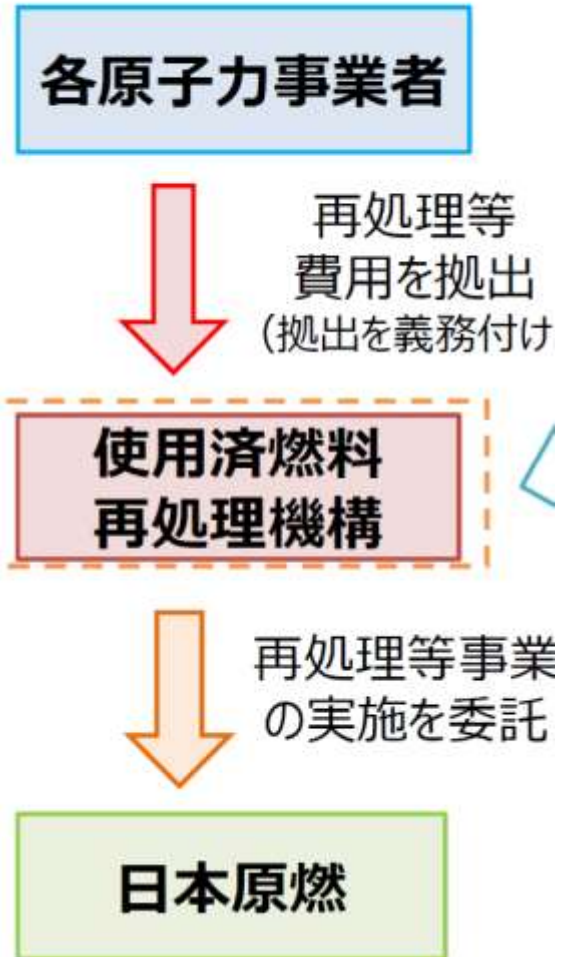 各原子力事業者
再処理等
費用を拠出
(拠出を義務付け
使用済燃料
再処理機構
再処理等事業
の実施を委託
日本原燃